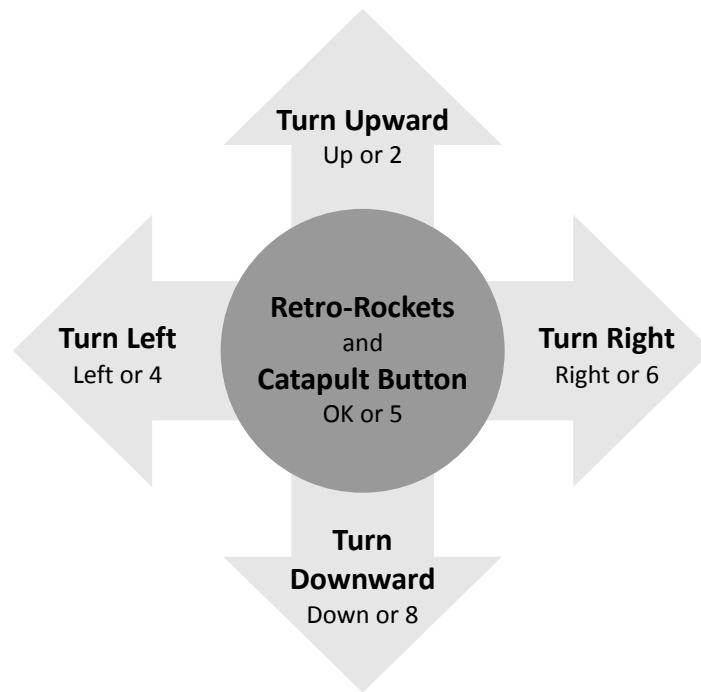 Turn Upward
Up or 2
Retro-Rockets
and
Catapult Button
OK or 5
Turn Left
Left or 4
Turn Right
Right or 6
Turn
Downward
Down or 8